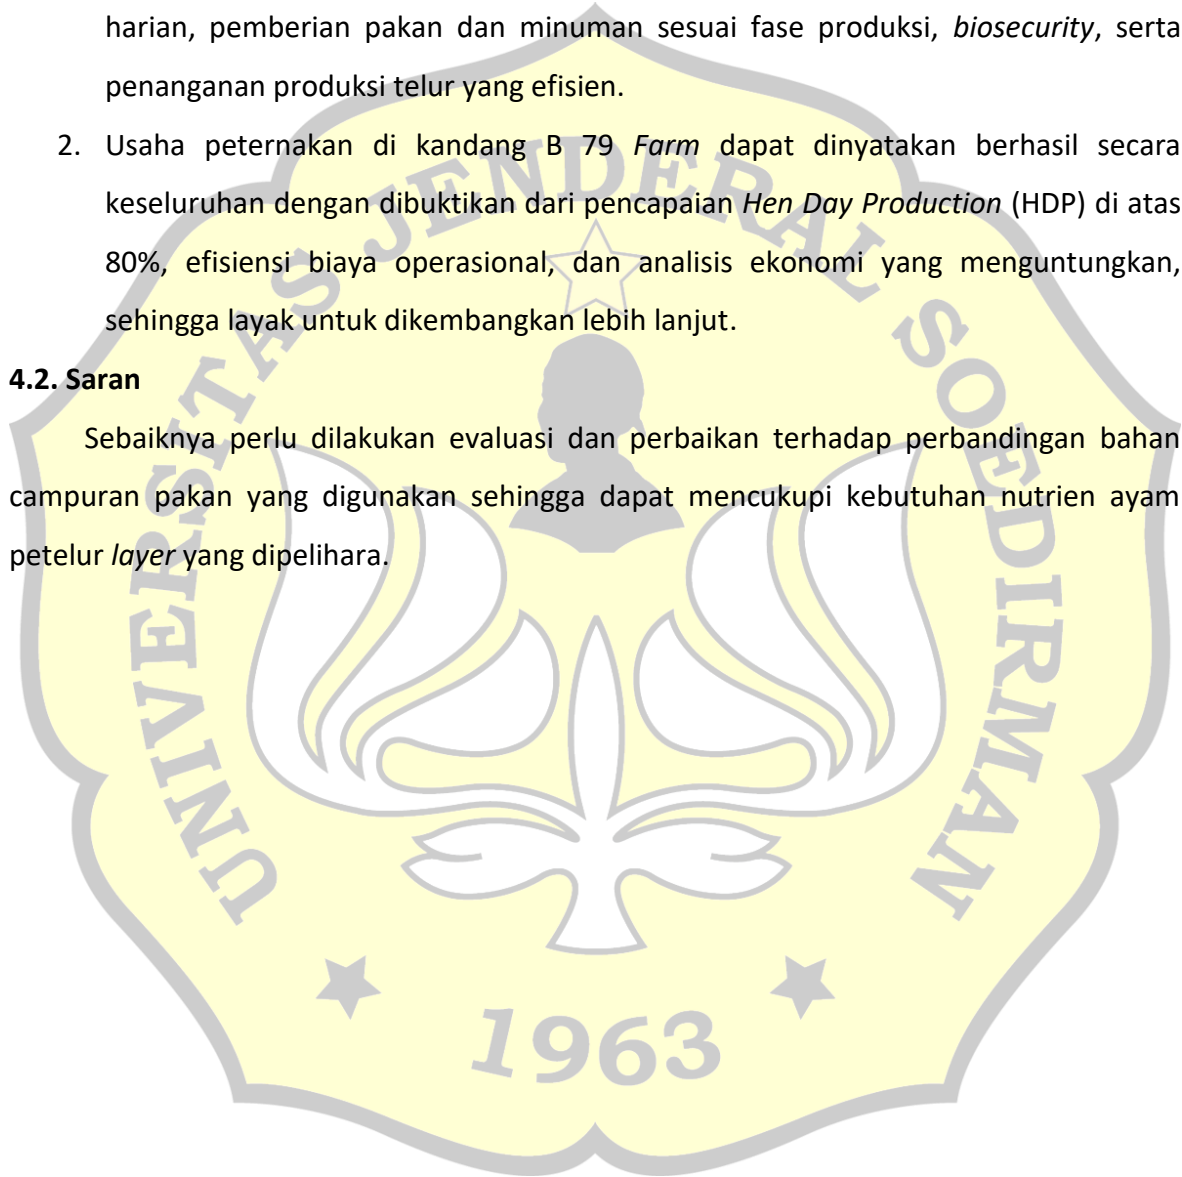 harian, pemberian pakan dan minuman sesuai fase produksi, biosecurity, serta
penanganan produksi telur yang efisien.
2. Usaha peternakan di kandang B 79 Farm dapat dinyatakan berhasil secara
keseluruhan dengan dibuktikan dari pencapaian Hen Day Production (HDP) di atas
80%, efisiensi biaya operasional, dan analisis ekonomi yang menguntungkan,
sehingga layak untuk dikembangkan lebih lanjut.
4.2. Saran
Sebaiknya perlu dilakukan evaluasi dan perbaikan terhadap perbandingan bahan
campuran pakan yang digunakan sehingga dapat mencukupi kebutuhan nutrien ayam
petelur layer yang dipelihara.
UNIVERSITAS JENDERAL SOEDIRMAN
1963